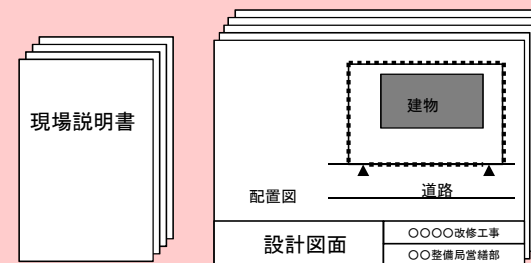 現場説明書
建物
配置図
道路
設計図面
○○○○改修工事
○○整備局営繕部